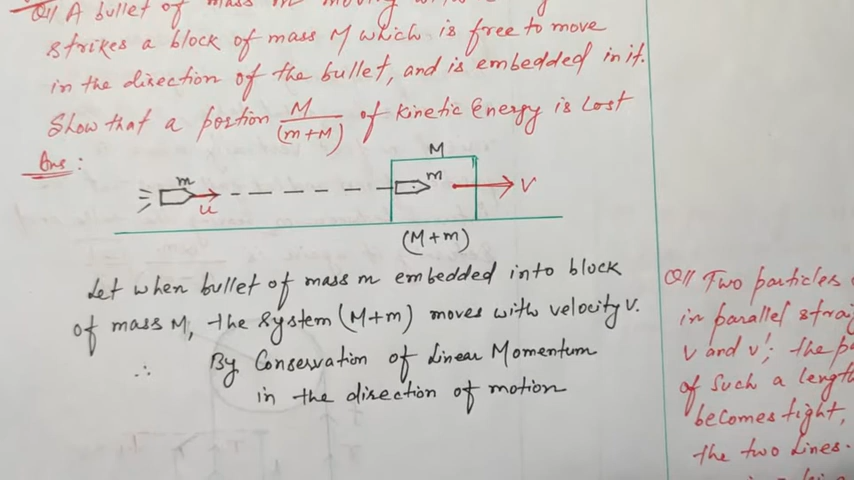 Q// A bullet of mass m moving
strikes a block of mass M which is free to move
in the direction of the bullet, and is embedded in it.
Show that a portion M/(m+M) of Kinetic Energy is Lost
Ans:
m
u
M
m
V
(M+m)
Let when bullet of mass m embedded into block
of mass M, the system (M+m) moves with velocity V.
∴ By Conservation of Linear Momentum
in the direction of motion
Q// Two particles
in parallel
V and V'; the
of such a length
becomes tight,
the two lines.